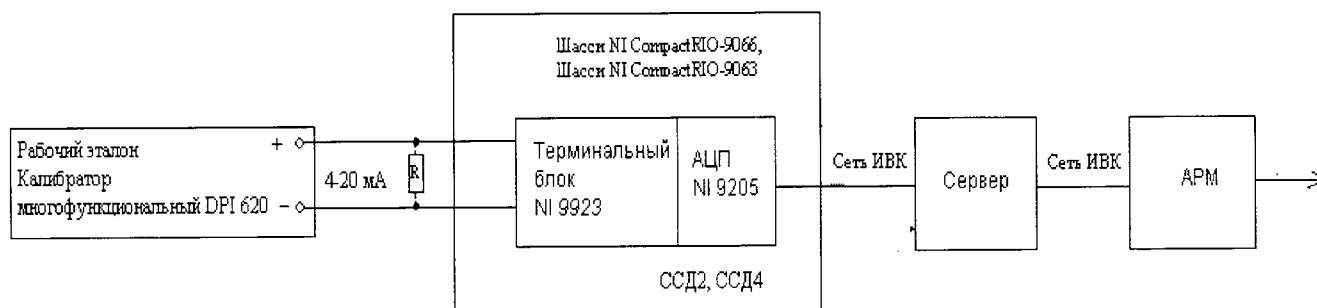 Шасси NI CompactRIO-9066,
Шасси NI CompactRIO-9063
Рабочий эталон
Калибратор
многофункциональный DPI 620
+
−
4-20 мА
R
Терминальный
блок
NI 9923
АЦП
NI 9205
ССД2, ССД4
Сеть ИВК
Сервер
Сеть ИВК
АРМ